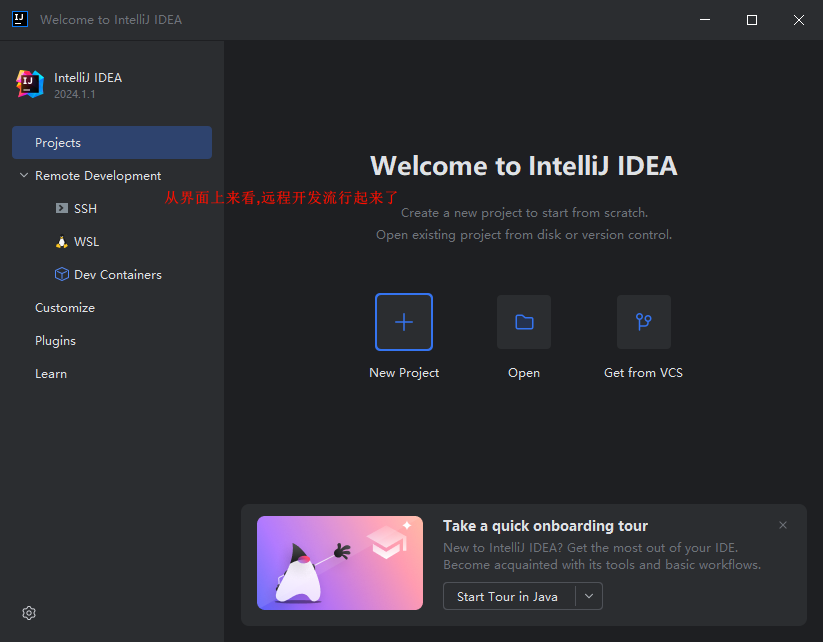 IJ
Welcome to IntelliJ IDEA
IJ
IntelliJ IDEA
2024.1.1
Projects
Remote Development
从界面上来看,远程开发流行起来了
SSH
WSL
Dev Containers
Customize
Plugins
Learn
Welcome to IntelliJ IDEA
Create a new project to start from scratch.
Open existing project from disk or version control.
New Project
Open
Get from VCS
Take a quick onboarding tour
New to IntelliJ IDEA? Get the most out of your IDE.
Become acquainted with its tools and basic workflows.
Start Tour in Java